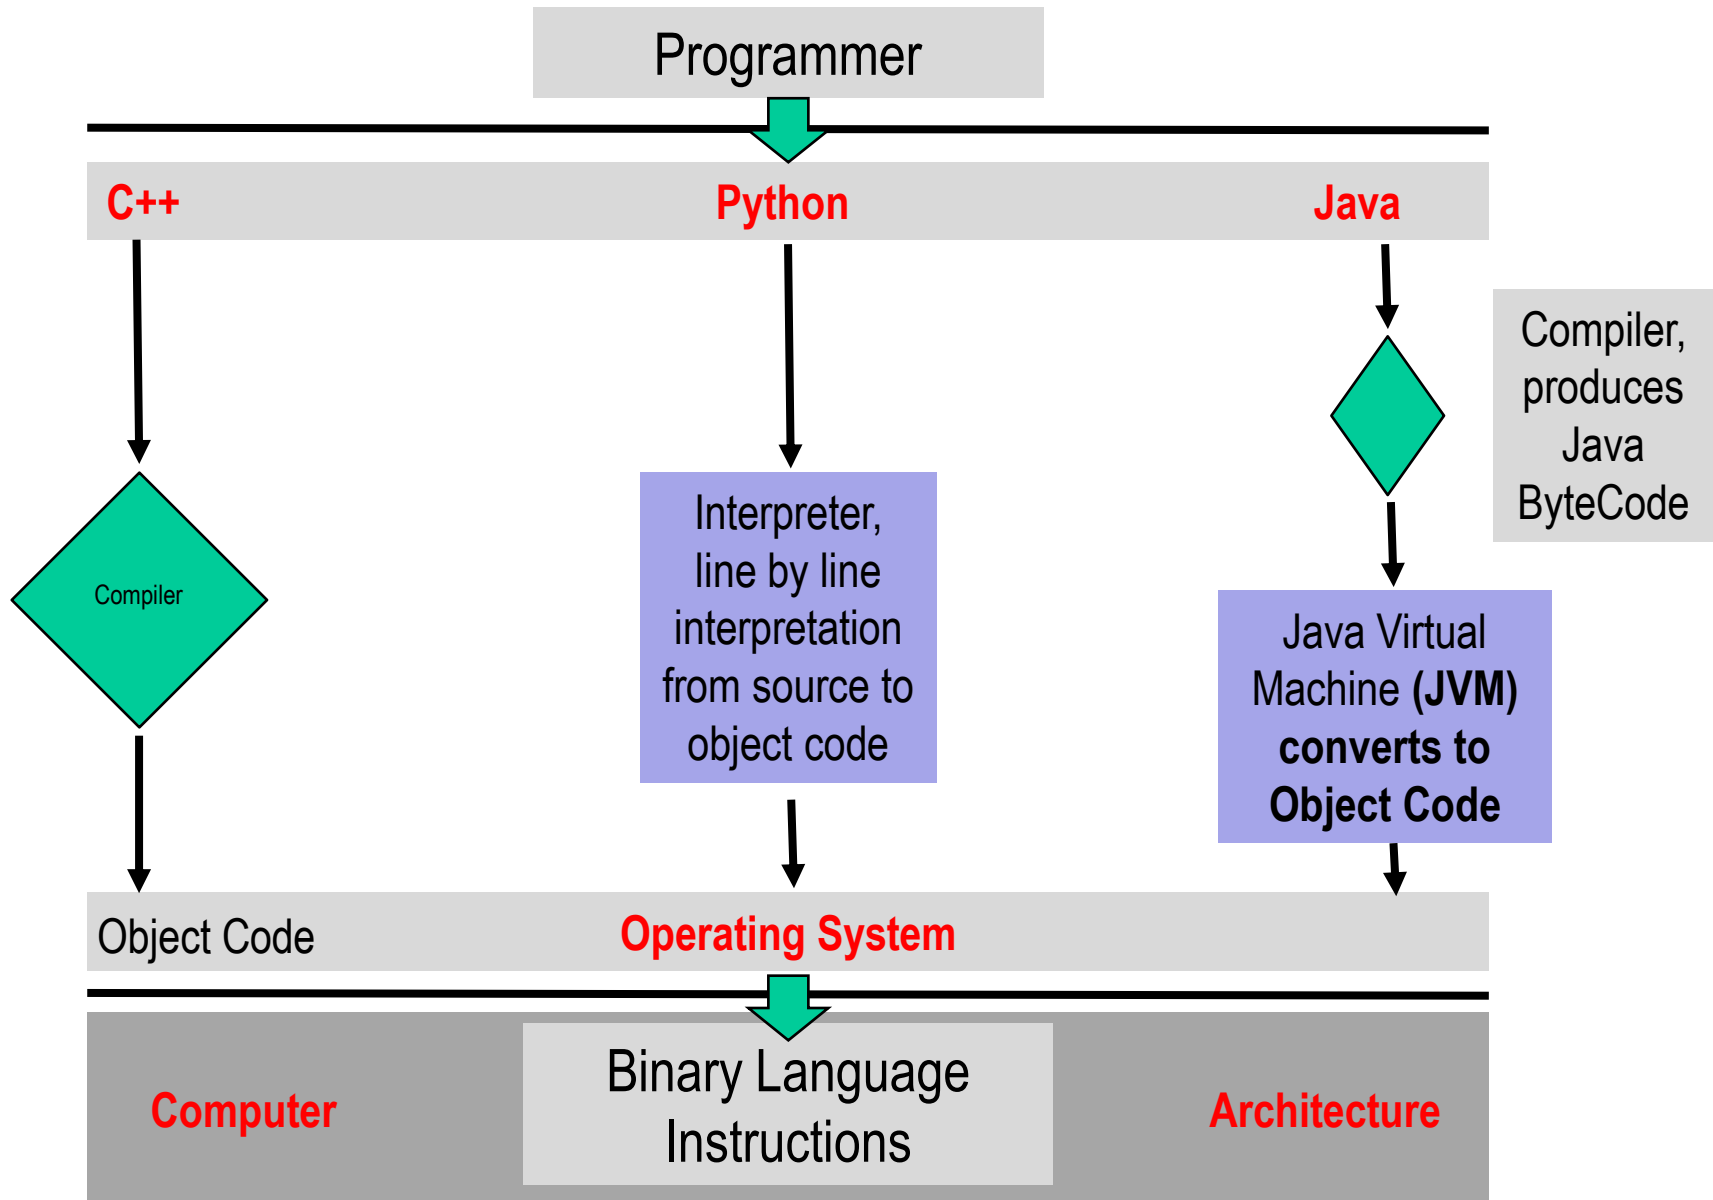 Programmer
C++
Python
Java
Compiler,
produces
Java
ByteCode
Compiler
Interpreter,
line by line
interpretation
from source to
object code
Java Virtual
Machine (JVM)
converts to
Object Code
Object Code
Operating System
Computer
Binary Language
Instructions
Architecture